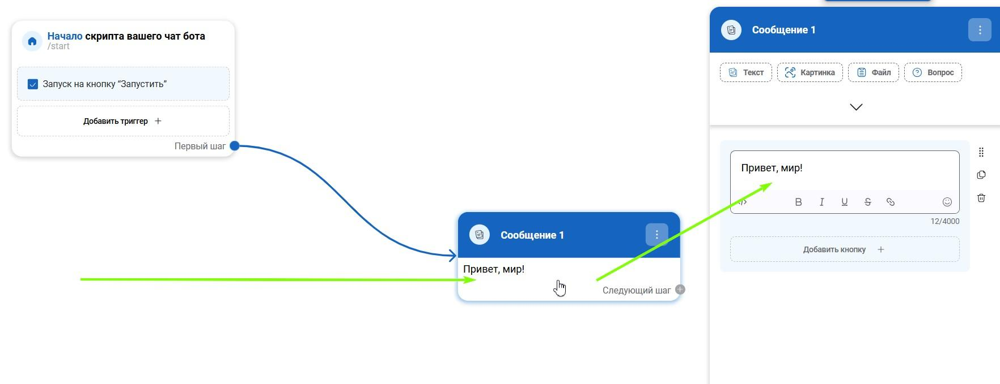 Начало скрипта вашего чат бота
/start
Запуск на кнопку “Запустить”
Добавить триггер
Первый шаг
Сообщение 1
Привет, мир!
Следующий шаг
Сообщение 1
Текст
Картинка
Файл
Вопрос
Привет, мир!
B I U S
12/4000
Добавить кнопку